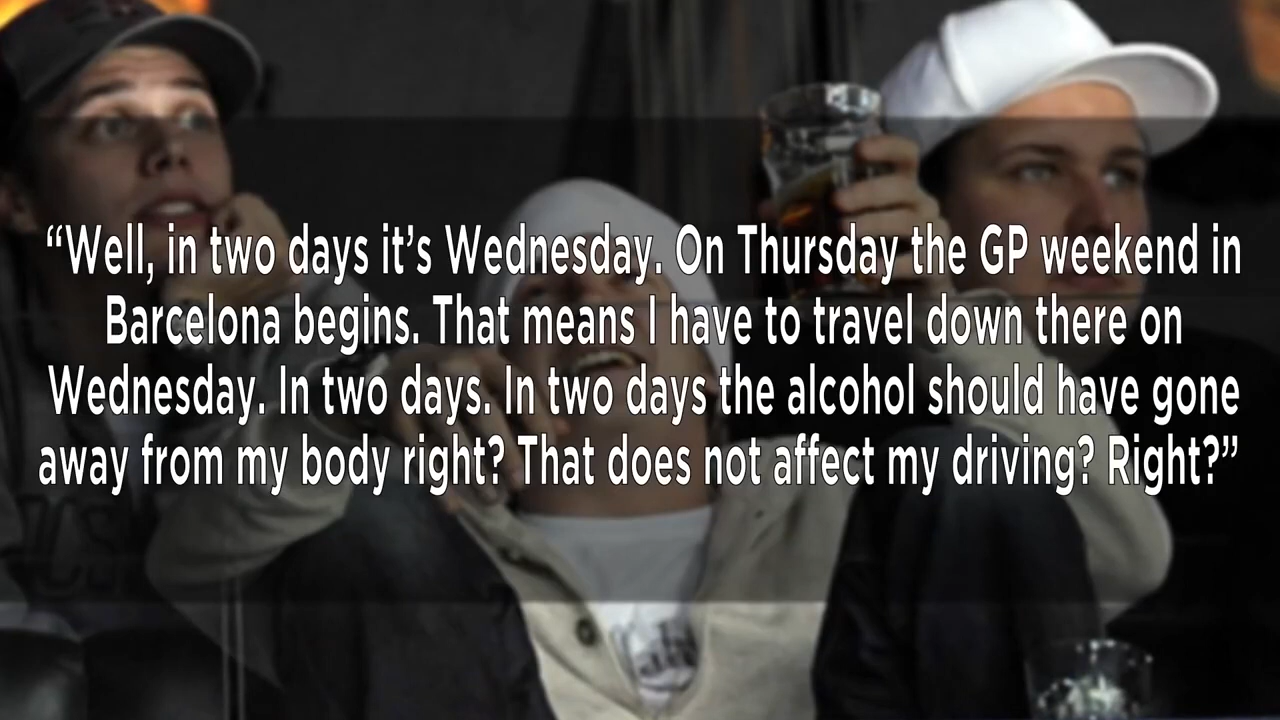 “Well, in two days it’s Wednesday. On Thursday the GP weekend in
Barcelona begins. That means I have to travel down there on
Wednesday. In two days. In two days the alcohol should have gone
away from my body right? That does not affect my driving? Right?”